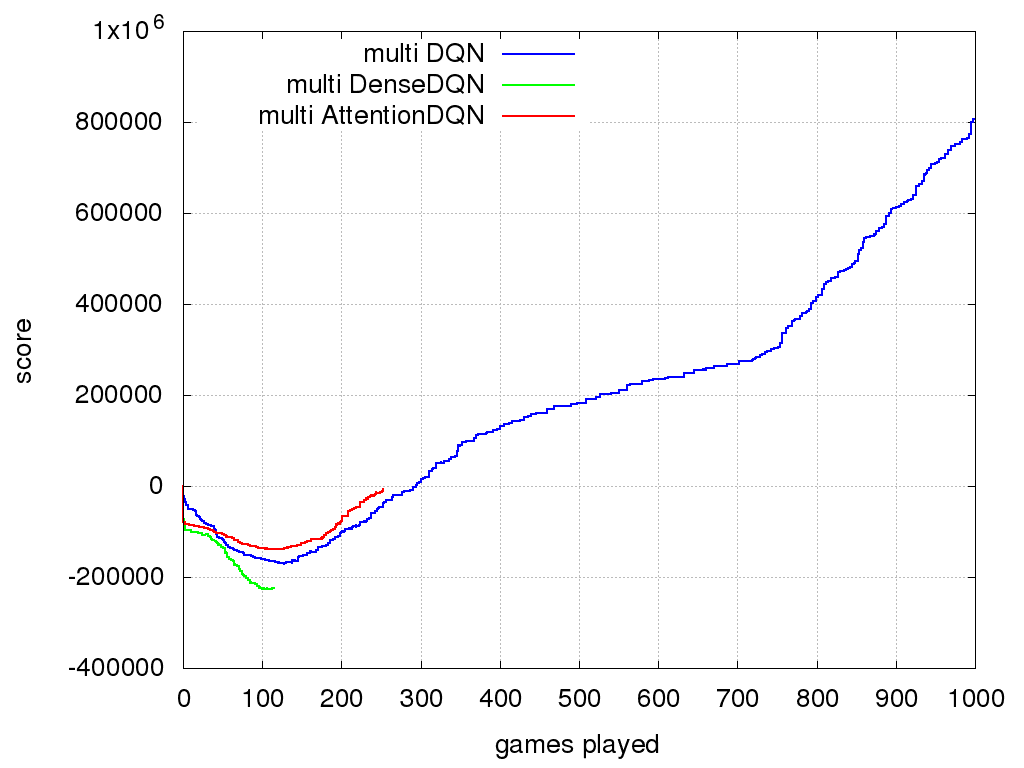 1x10^6
800000
600000
400000
200000
0
-200000
-400000
score
multi DQN
multi DenseDQN
multi AttentionDQN
0 100 200 300 400 500 600 700 800 900 1000
games played